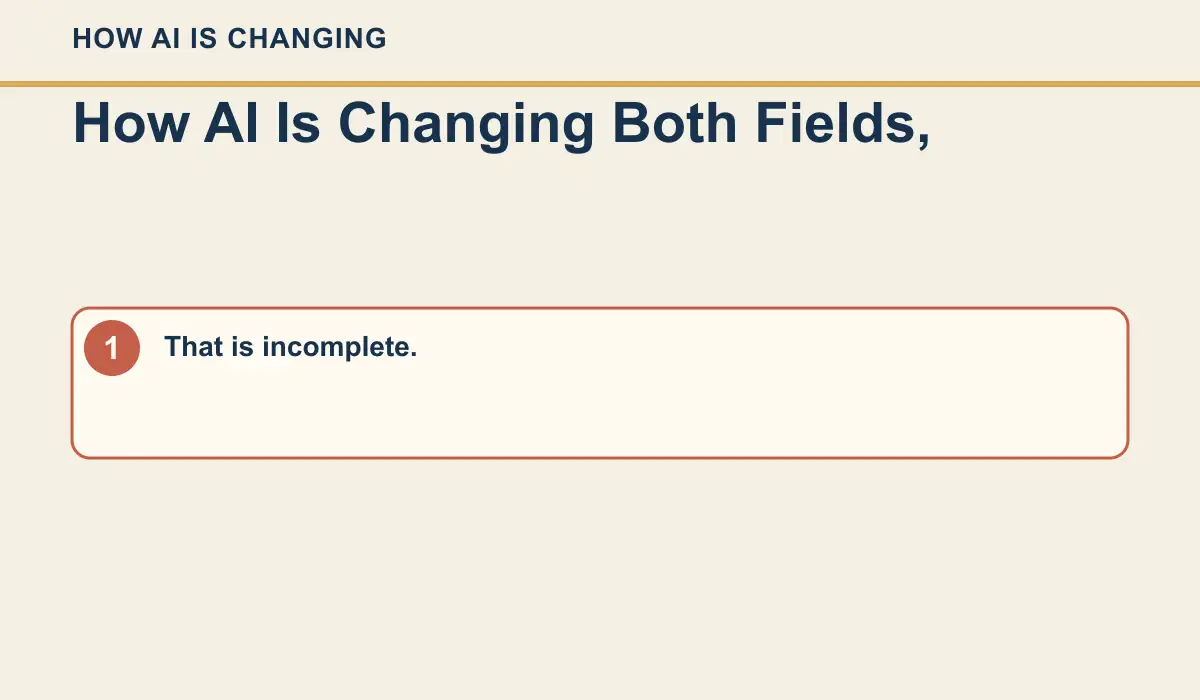 HOW AI IS CHANGING
How AI Is Changing Both Fields,
1 That is incomplete.